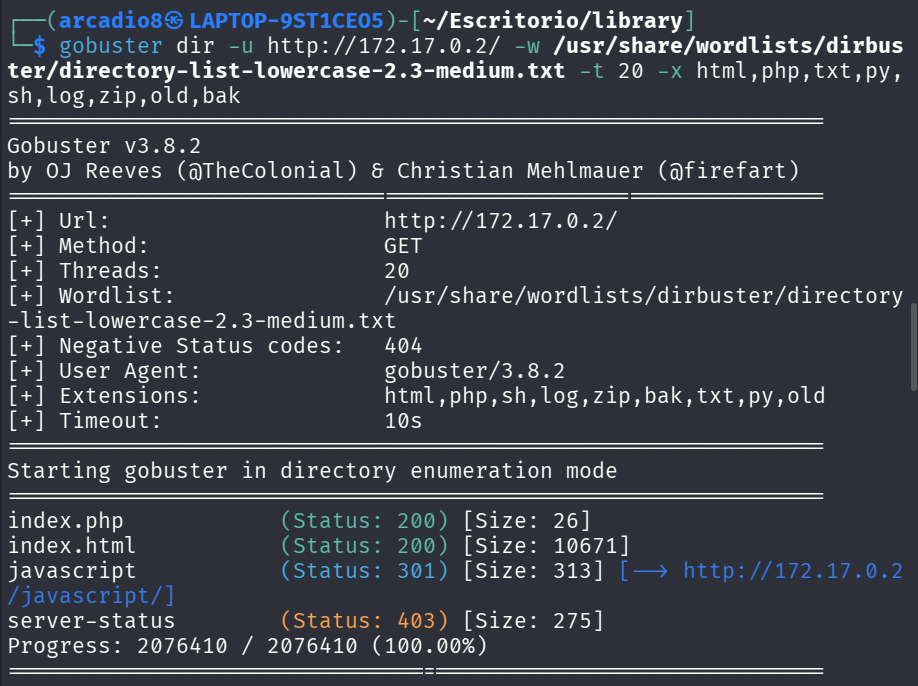 ┌──(arcadio8㉿LAPTOP-9ST1CEO5)-[~/Escritorio/library]
└─$ gobuster dir -u http://172.17.0.2/ -w /usr/share/wordlists/dirbus
ter/directory-list-lowercase-2.3-medium.txt -t 20 -x html,php,txt,py,
sh,log,zip,old,bak
===============================================================
Gobuster v3.8.2
by OJ Reeves (@TheColonial) & Christian Mehlmauer (@firefart)
===============================================================
[+] Url:                     http://172.17.0.2/
[+] Method:                  GET
[+] Threads:                 20
[+] Wordlist:                /usr/share/wordlists/dirbuster/directory
-list-lowercase-2.3-medium.txt
[+] Negative Status codes:   404
[+] User Agent:              gobuster/3.8.2
[+] Extensions:              html,php,sh,log,zip,bak,txt,py,old
[+] Timeout:                 10s
===============================================================
Starting gobuster in directory enumeration mode
===============================================================
index.php            (Status: 200) [Size: 26]
index.html           (Status: 200) [Size: 10671]
javascript           (Status: 301) [Size: 313] [--> http://172.17.0.2
/javascript/]
server-status        (Status: 403) [Size: 275]
Progress: 2076410 / 2076410 (100.00%)
===============================================================